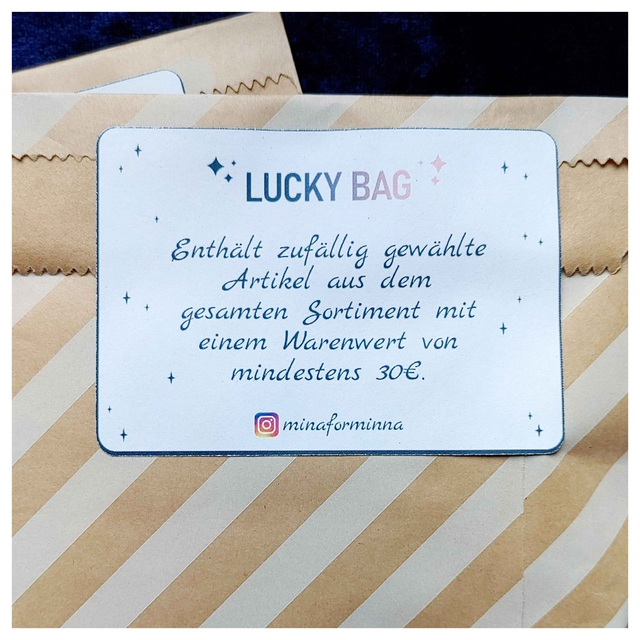 LUCKY BAG
Enthält zufällig gewählte
Artikel aus dem
gesamten Sortiment mit
einem Warenwert von
mindestens 30€.
minaforminna